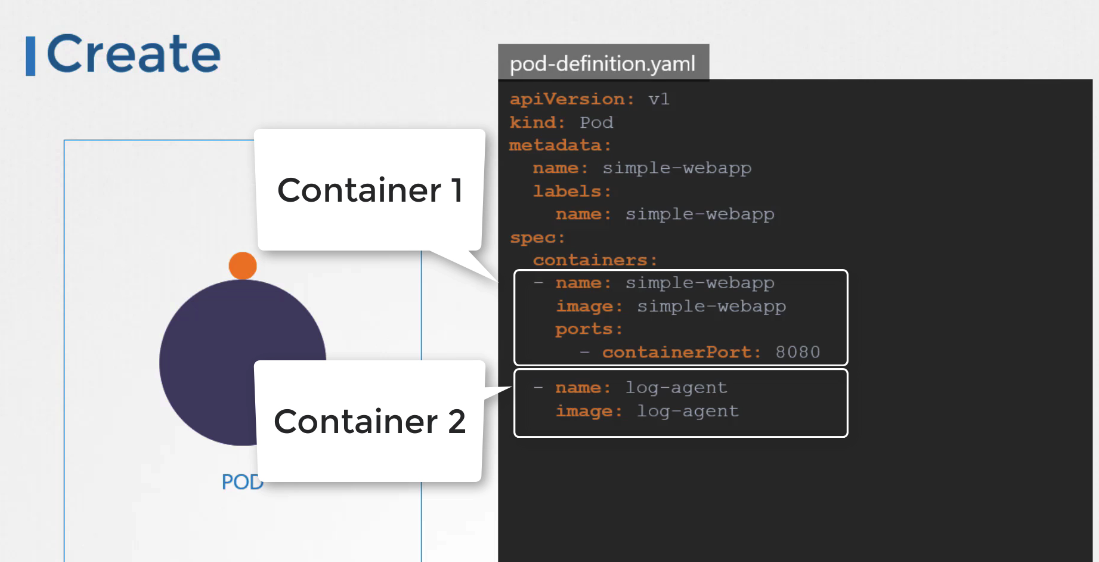 Create
pod-definition.yaml
apiVersion: v1
kind: Pod
metadata:
  name: simple-webapp
  labels:
    name: simple-webapp
spec:
  containers:
  - name: simple-webapp
    image: simple-webapp
    ports:
      - containerPort: 8080
  - name: log-agent
    image: log-agent
Container 1
Container 2
POD